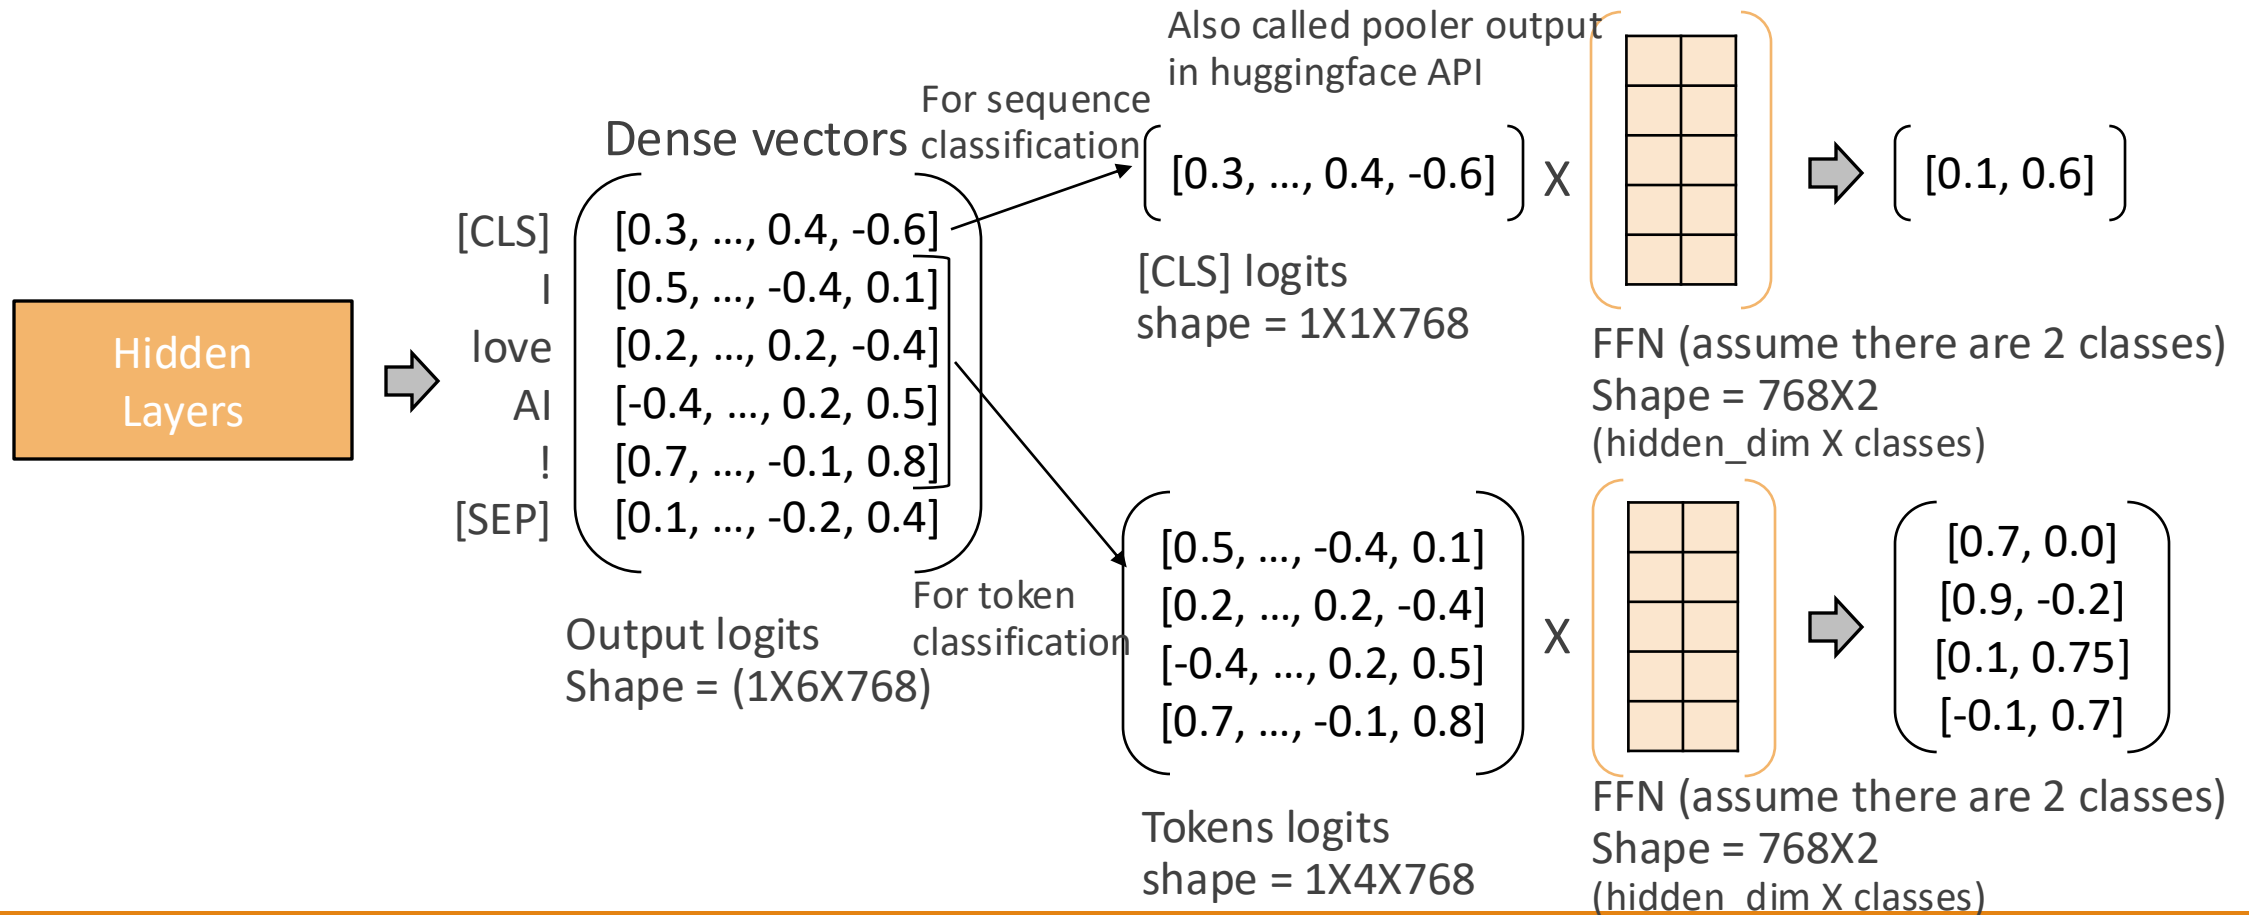 Hidden
Layers
Dense vectors
[CLS]
I
love
AI
!
[SEP]
[0.3, ..., 0.4, -0.6]
[0.5, ..., -0.4, 0.1]
[0.2, ..., 0.2, -0.4]
[-0.4, ..., 0.2, 0.5]
[0.7, ..., -0.1, 0.8]
[0.1, ..., -0.2, 0.4]
Output logits
Shape = (1X6X768)
For sequence
classification
Also called pooler output
in huggingface API
[0.3, ..., 0.4, -0.6]
X
[0.1, 0.6]
[CLS] logits
shape = 1X1X768
FFN (assume there are 2 classes)
Shape = 768X2
(hidden_dim X classes)
For token
classification
[0.5, ..., -0.4, 0.1]
[0.2, ..., 0.2, -0.4]
[-0.4, ..., 0.2, 0.5]
[0.7, ..., -0.1, 0.8]
X
[0.7, 0.0]
[0.9, -0.2]
[0.1, 0.75]
[-0.1, 0.7]
Tokens logits
shape = 1X4X768
FFN (assume there are 2 classes)
Shape = 768X2
(hidden_dim X classes)